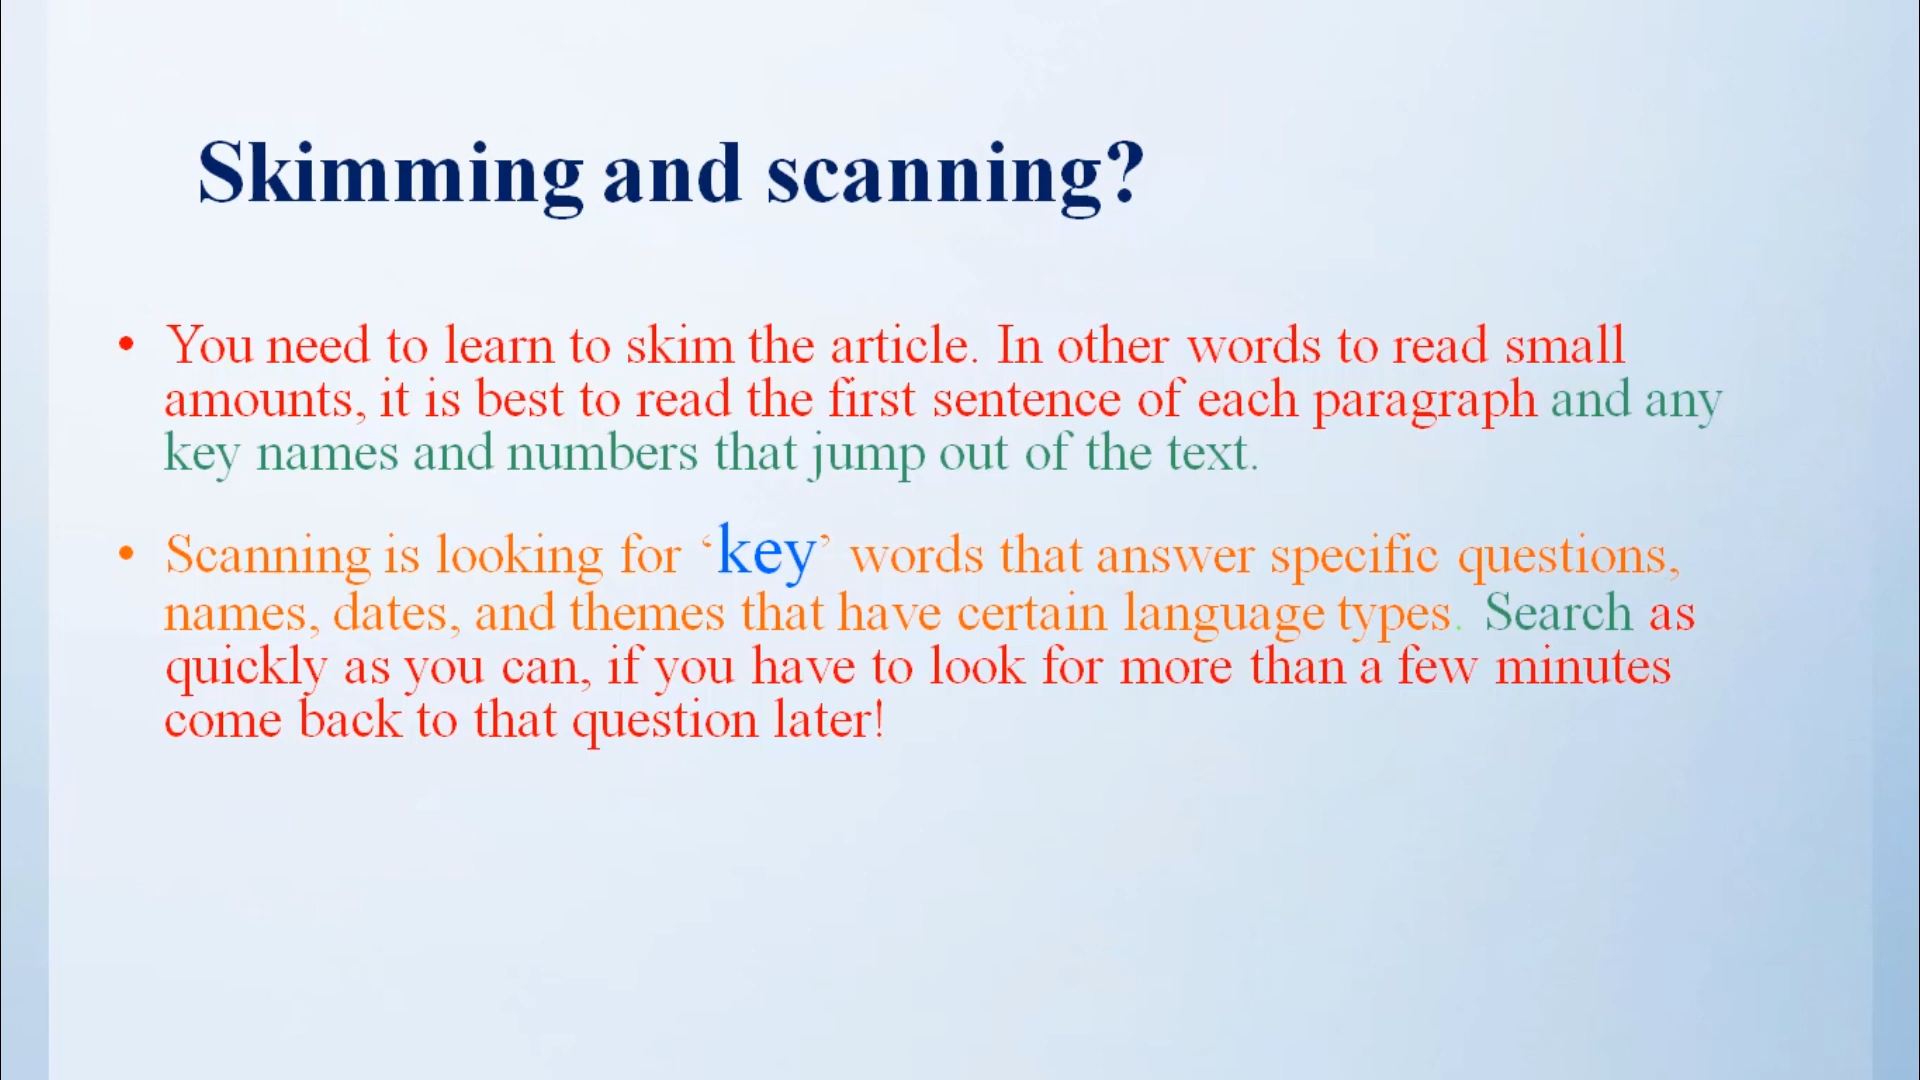 Skimming and scanning?
• You need to learn to skim the article. In other words to read small
amounts, it is best to read the first sentence of each paragraph and any
key names and numbers that jump out of the text.
• Scanning is looking for ‘key’ words that answer specific questions,
names, dates, and themes that have certain language types. Search as
quickly as you can, if you have to look for more than a few minutes
come back to that question later!